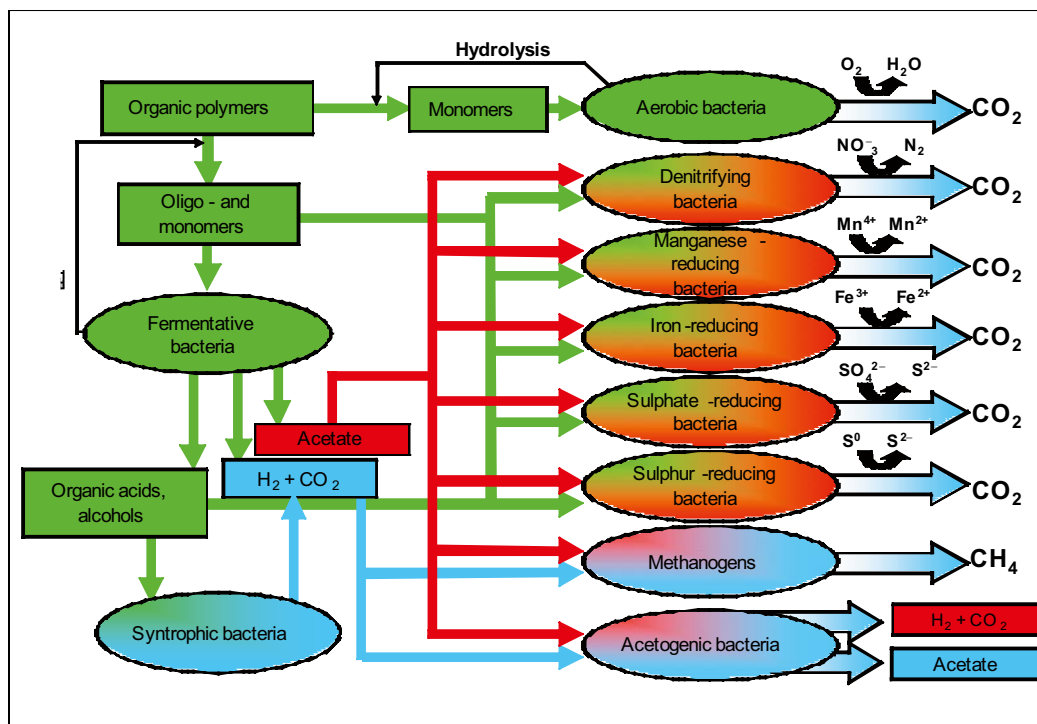 Hydrolysis
O₂ H₂O
Organic polymers
Monomers
Aerobic bacteria
CO₂
NO⁻₃ N₂
Oligo - and
monomers
Denitrifying
bacteria
CO₂
Mn⁴⁺ Mn²⁺
Manganese -
reducing
bacteria
CO₂
Fe³⁺ Fe²⁺
Fermentative
bacteria
Iron -reducing
bacteria
CO₂
SO₄²⁻ S²⁻
Sulphate -reducing
bacteria
CO₂
Acetate
S⁰ S²⁻
H₂ + CO₂
Organic acids,
alcohols
Sulphur -reducing
bacteria
CO₂
Methanogens
CH₄
Syntrophic bacteria
Acetogenic bacteria
H₂ + CO₂
Acetate